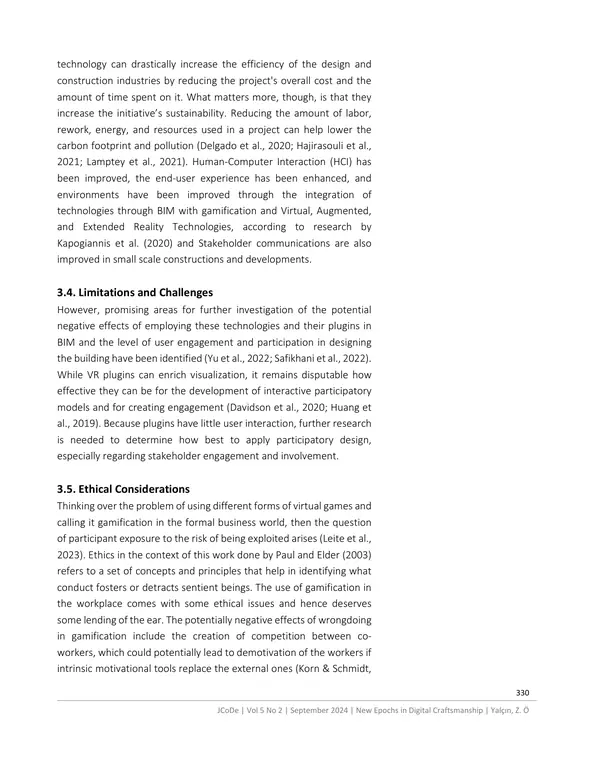 technology can drastically increase the efficiency of the design and
construction industries by reducing the project's overall cost and the
amount of time spent on it. What matters more, though, is that they
increase the initiative’s sustainability. Reducing the amount of labor,
rework, energy, and resources used in a project can help lower the
carbon footprint and pollution (Delgado et al., 2020; Hajirasouli et al.,
2021; Lamptey et al., 2021). Human-Computer Interaction (HCI) has
been improved, the end-user experience has been enhanced, and
environments have been improved through the integration of
technologies through BIM with gamification and Virtual, Augmented,
and Extended Reality Technologies, according to research by
Kapogiannis et al. (2020) and Stakeholder communications are also
improved in small scale constructions and developments.
3.4. Limitations and Challenges
However, promising areas for further investigation of the potential
negative effects of employing these technologies and their plugins in
BIM and the level of user engagement and participation in designing
the building have been identified (Yu et al., 2022; Safikhani et al., 2022).
While VR plugins can enrich visualization, it remains disputable how
effective they can be for the development of interactive participatory
models and for creating engagement (Davidson et al., 2020; Huang et
al., 2019). Because plugins have little user interaction, further research
is needed to determine how best to apply participatory design,
especially regarding stakeholder engagement and involvement.
3.5. Ethical Considerations
Thinking over the problem of using different forms of virtual games and
calling it gamification in the formal business world, then the question
of participant exposure to the risk of being exploited arises (Leite et al.,
2023). Ethics in the context of this work done by Paul and Elder (2003)
refers to a set of concepts and principles that help in identifying what
conduct fosters or detracts sentient beings. The use of gamification in
the workplace comes with some ethical issues and hence deserves
some lending of the ear. The potentially negative effects of wrongdoing
in gamification include the creation of competition between co-
workers, which could potentially lead to demotivation of the workers if
intrinsic motivational tools replace the external ones (Korn & Schmidt,
330
JCoDe | Vol 5 No 2 | September 2024 | New Epochs in Digital Craftsmanship | Yalçın, Z. Ö